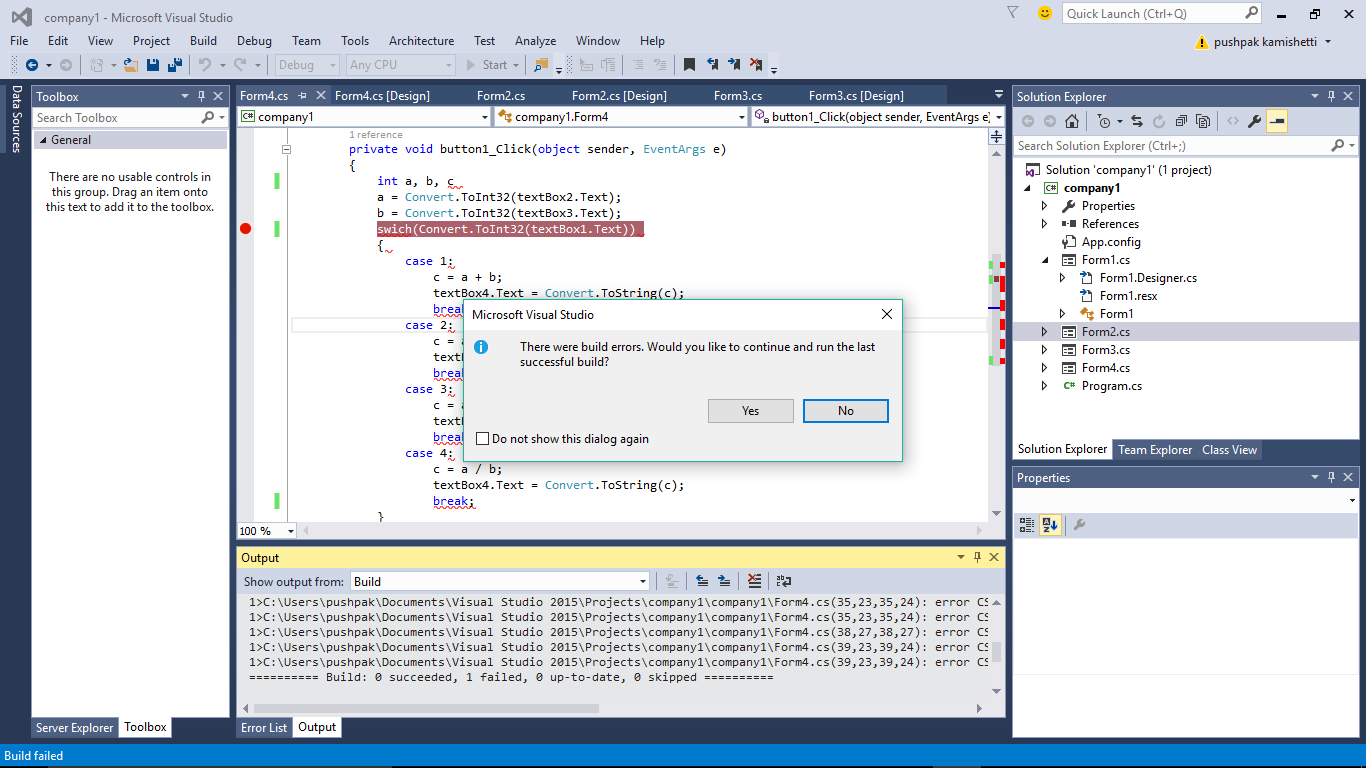 company1 - Microsoft Visual Studio
Quick Launch (Ctrl+Q)
File Edit View Project Build Debug Team Tools Architecture Test Analyze Window Help
pushpak kamishetti
Debug Any CPU Start
Data Sources
Toolbox
Search Toolbox
General
There are no usable controls in
this group. Drag an item onto
this text to add it to the toolbox.
Server Explorer Toolbox
Form4.cs Form4.cs [Design] Form2.cs Form2.cs [Design] Form3.cs Form3.cs [Design]
C# company1 company1.Form4 button1_Click(object sender, EventArgs e)
1 reference
private void button1_Click(object sender, EventArgs e)
{
int a, b, c
a = Convert.ToInt32(textBox2.Text);
b = Convert.ToInt32(textBox3.Text);
swich(Convert.ToInt32(textBox1.Text))
{
case 1;
c = a + b;
textBox4.Text = Convert.ToString(c);
break
case 2;
c = a
text
break
case 3;
c = a
text
break
case 4;
c = a / b;
textBox4.Text = Convert.ToString(c);
break;
}
100 %
Microsoft Visual Studio
There were build errors. Would you like to continue and run the last
successful build?
Yes No
Do not show this dialog again
Output
Show output from: Build
1>C:\Users\pushpak\Documents\Visual Studio 2015\Projects\company1\company1\Form4.cs(35,23,35,24): error CS
1>C:\Users\pushpak\Documents\Visual Studio 2015\Projects\company1\company1\Form4.cs(35,23,35,24): error CS
1>C:\Users\pushpak\Documents\Visual Studio 2015\Projects\company1\company1\Form4.cs(38,27,38,27): error CS
1>C:\Users\pushpak\Documents\Visual Studio 2015\Projects\company1\company1\Form4.cs(39,23,39,24): error CS
1>C:\Users\pushpak\Documents\Visual Studio 2015\Projects\company1\company1\Form4.cs(39,23,39,24): error CS
========== Build: 0 succeeded, 1 failed, 0 up-to-date, 0 skipped ==========
Error List Output
Solution Explorer
Search Solution Explorer (Ctrl+;)
Solution 'company1' (1 project)
C# company1
Properties
References
App.config
Form1.cs
Form1.Designer.cs
Form1.resx
Form1
Form2.cs
Form3.cs
Form4.cs
C# Program.cs
Solution Explorer Team Explorer Class View
Properties
Build failed